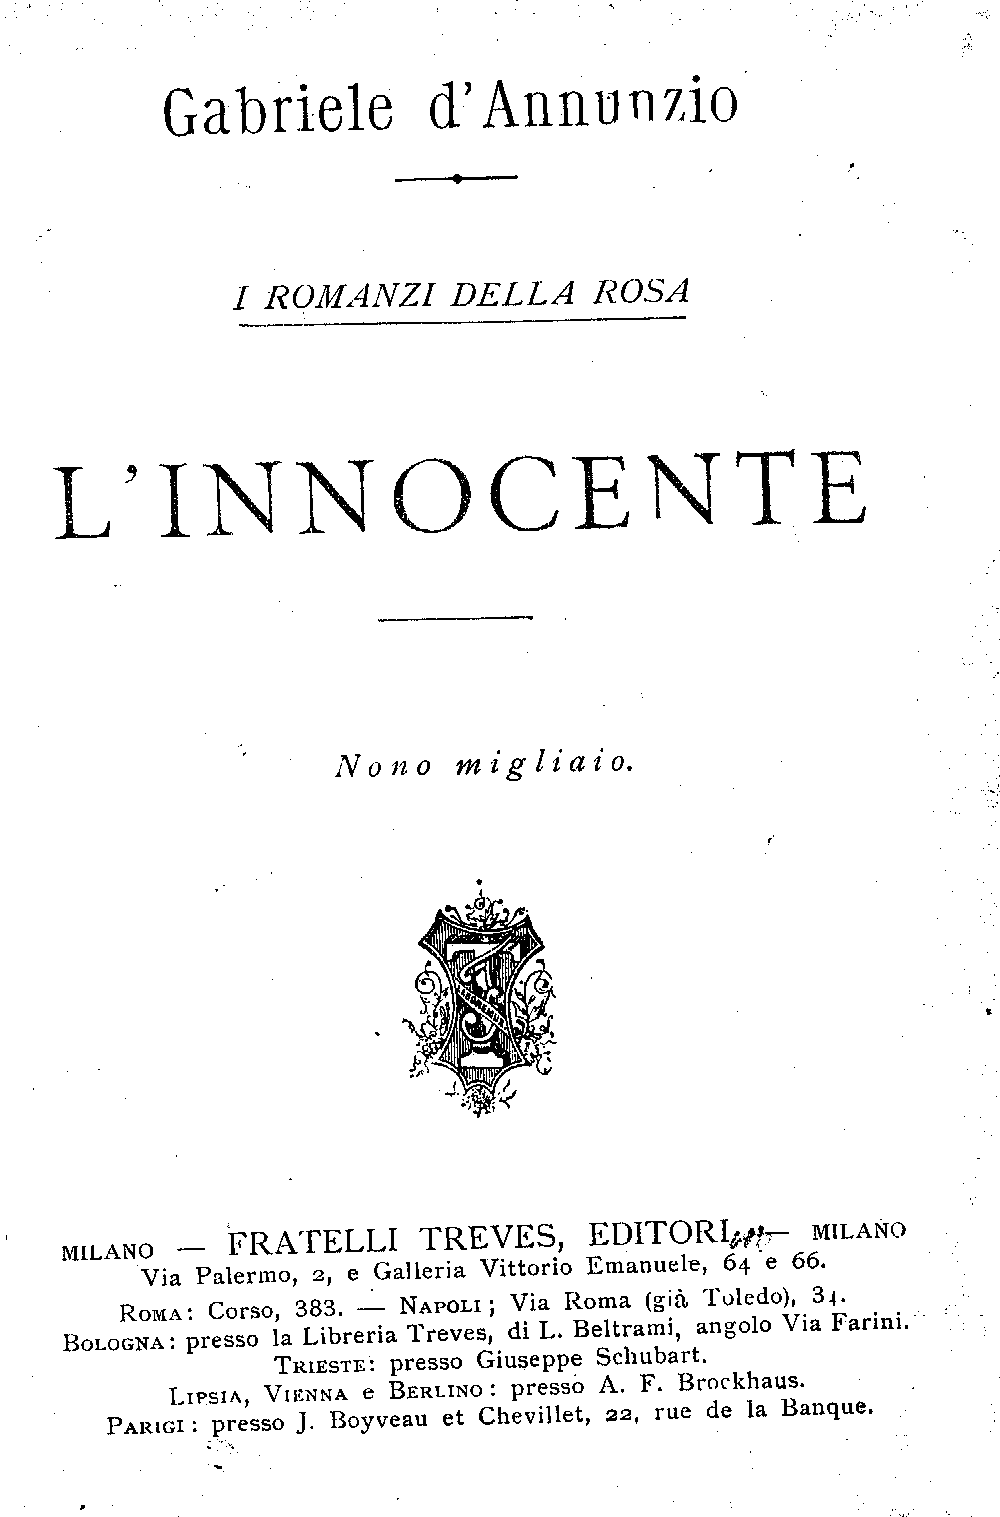 Gabriele d'Annunzio
I ROMANZI DELLA ROSA
L'INNOCENTE
Nono migliaio.
MILANO — FRATELLI TREVES, EDITORI — MILANO
Via Palermo, 2, e Galleria Vittorio Emanuele, 64 e 66.
ROMA: Corso, 383. — NAPOLI; Via Roma (già Toledo), 34.
BOLOGNA: presso la Libreria Treves, di L. Beltrami, angolo Via Farini.
TRIESTE: presso Giuseppe Schubart.
LIPSIA, VIENNA e BERLINO: presso A. F. Brockhaus.
PARIGI: presso J. Boyveau et Chevillet, 22, rue de la Banque.